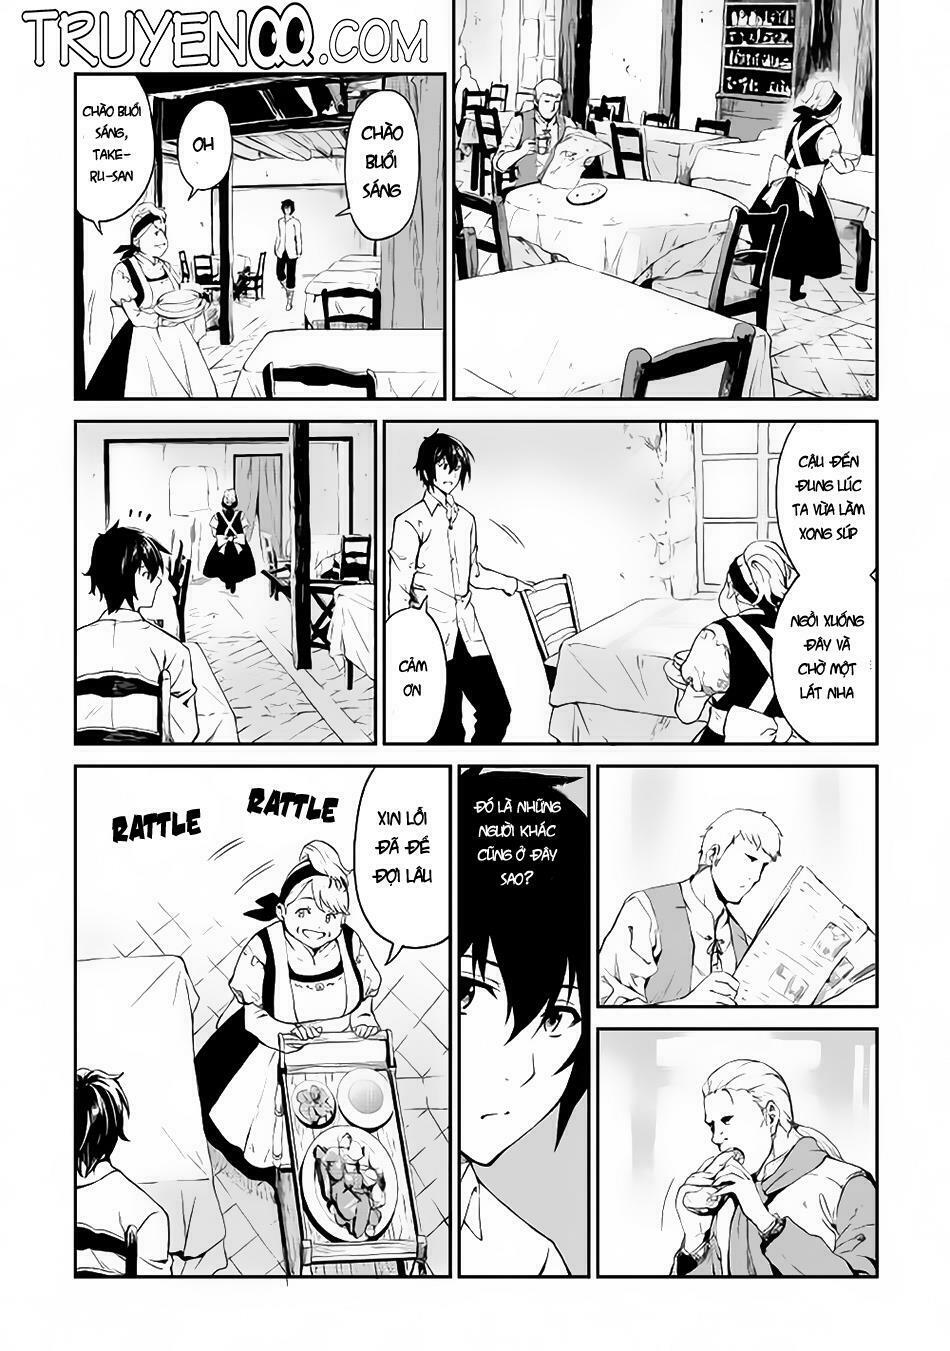 TRUYENQQ.COM
CHÀO BUỔI
SÁNG,
TAKE-
RU-SAN
OH
CHÀO
BUỔI
SÁNG
CẬU ĐẾN
ĐUNG LÚC
TA VỪA LÀM
XONG SÚP
NGỒI XUỐNG
ĐÂY VÀ
CHỜ MỘT
LÁT NHA
CẢM
ƠN
RATTLE
RATTLE
XIN LỖI
ĐÃ ĐỂ
ĐỢI LÂU
ĐÓ LÀ NHỮNG
NGƯỜI KHÁC
CŨNG Ở ĐÂY
SAO?